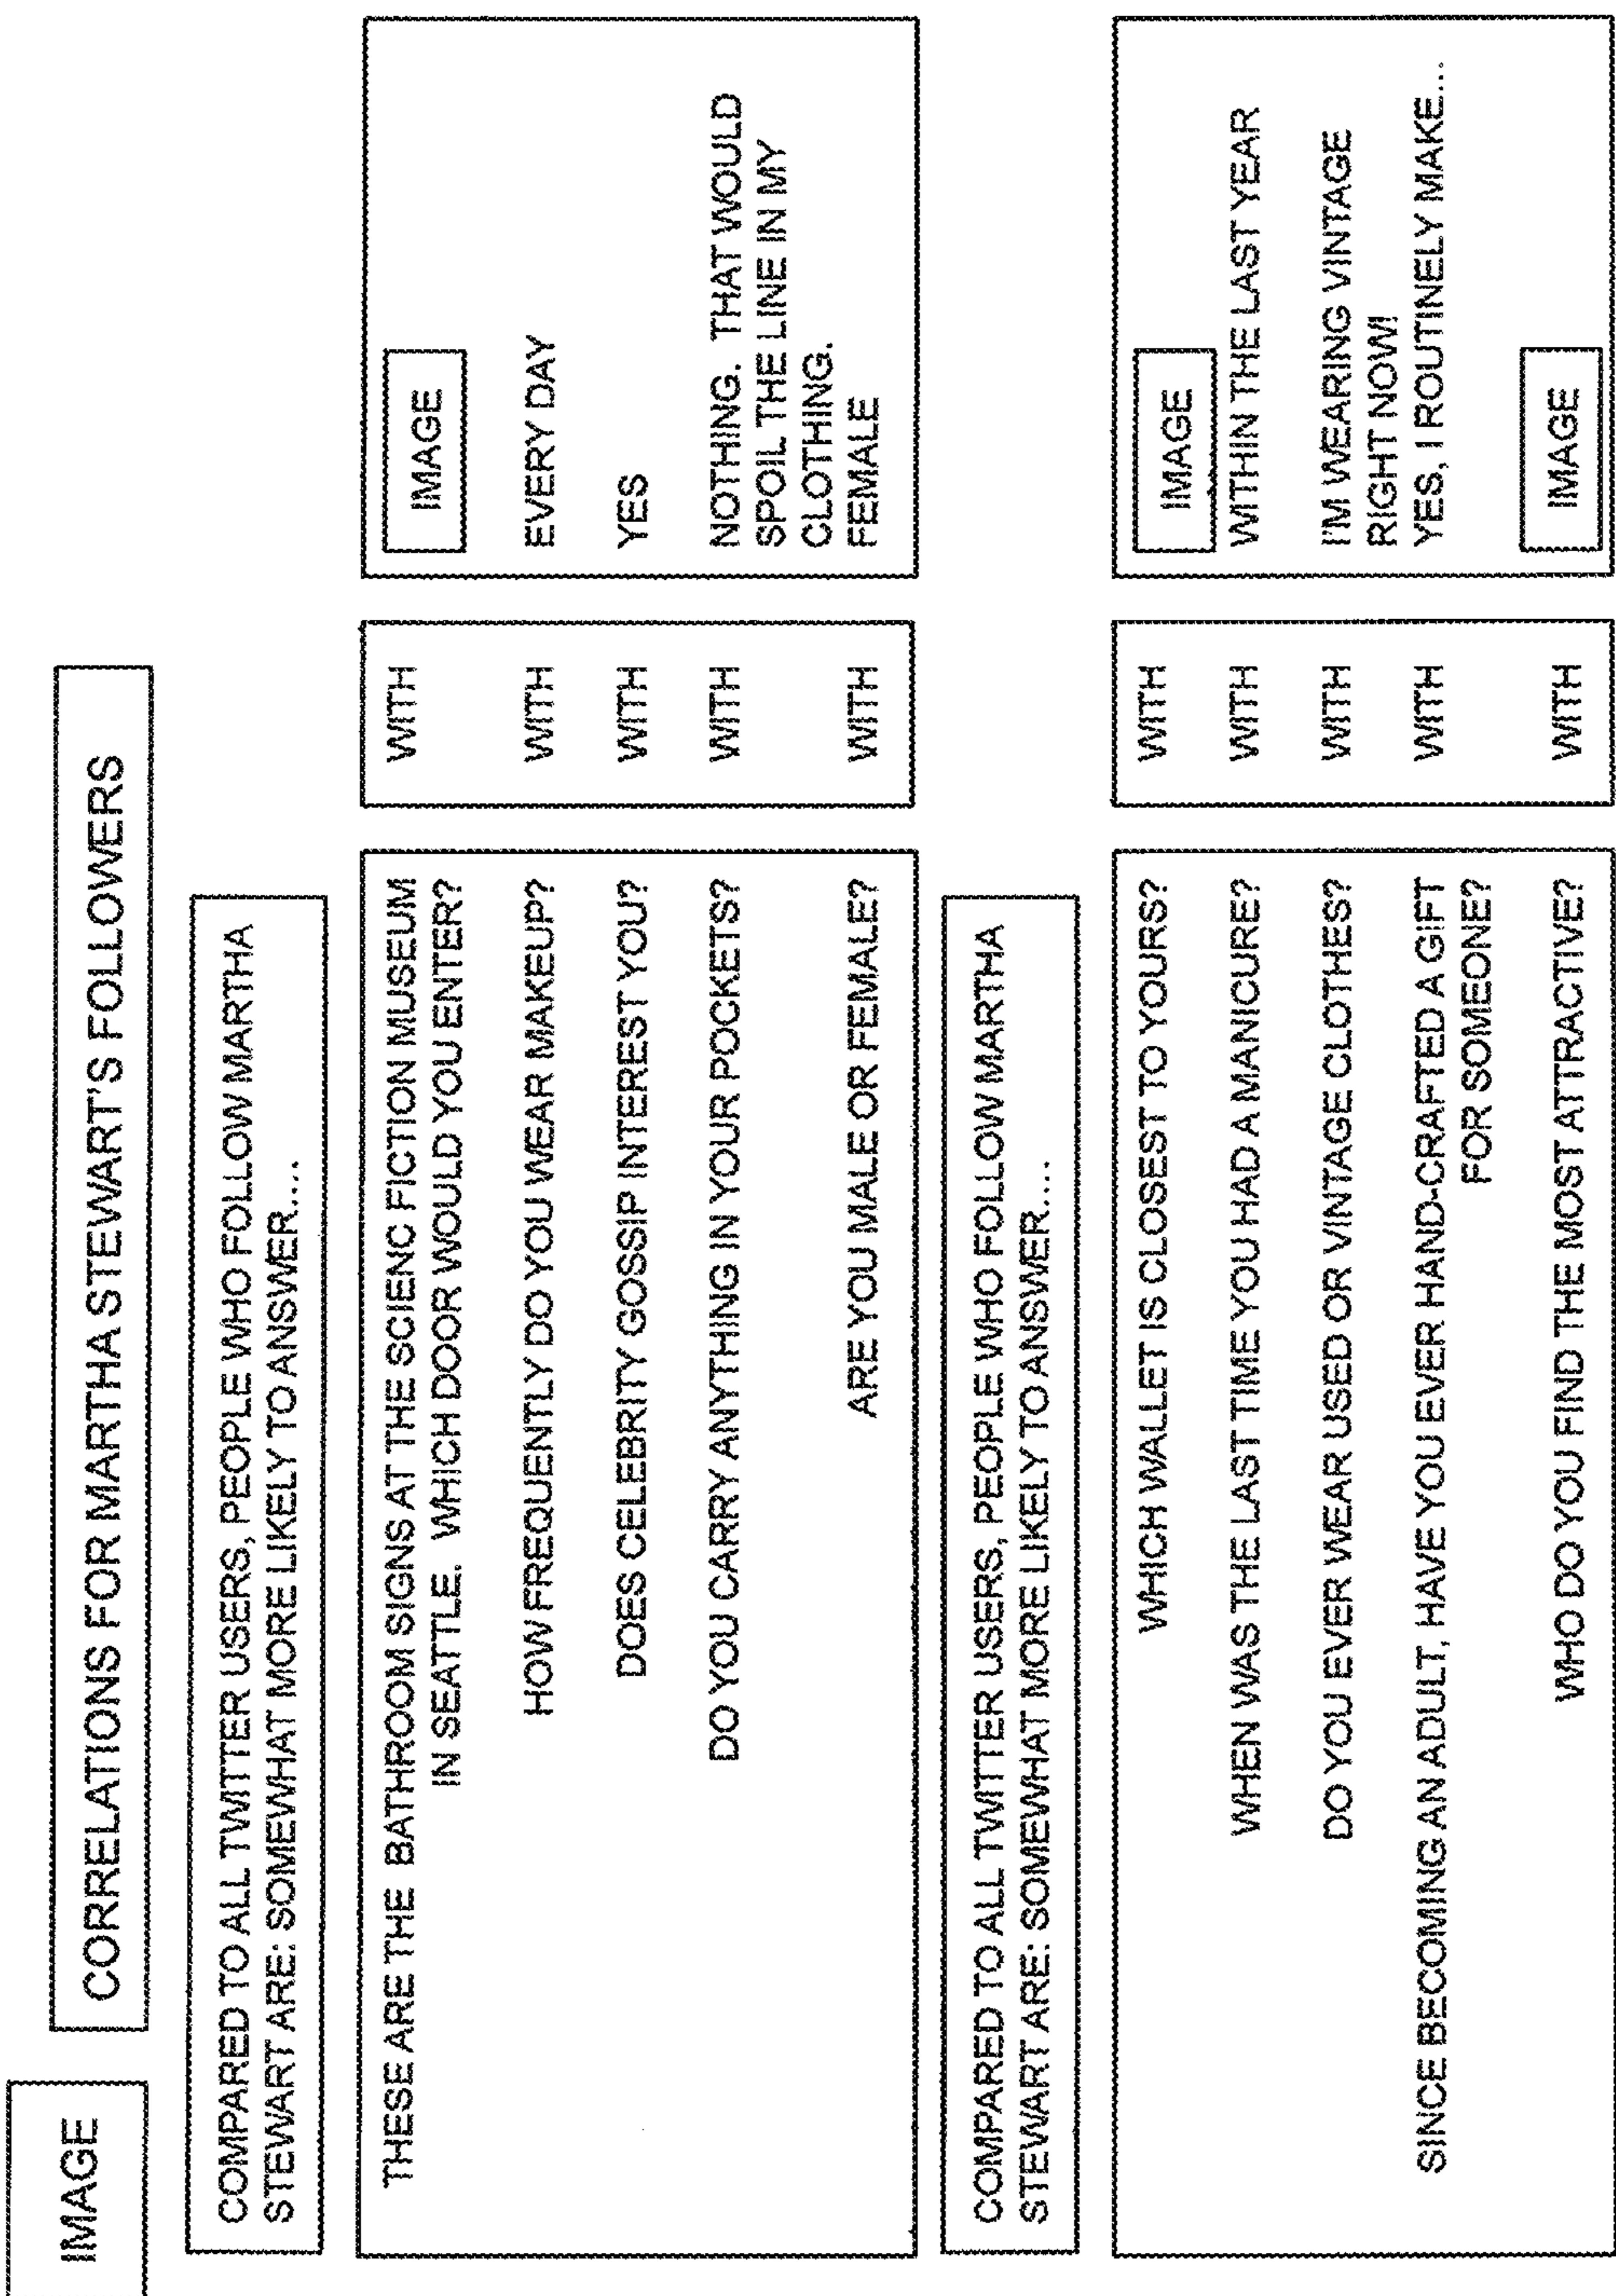 IMAGE
CORRELATIONS FOR MARTHA STEWART'S FOLLOWERS
COMPARED TO ALL TWITTER USERS, PEOPLE WHO FOLLOW MARTHA
STEWART ARE: SOMEWHAT MORE LIKELY TO ANSWER....
THESE ARE THE BATHROOM SIGNS AT THE SCIENC FICTION MUSEUM
IN SEATTLE. WHICH DOOR WOULD YOU ENTER?
WITH
IMAGE
HOW FREQUENTLY DO YOU WEAR MAKEUP?
WITH
EVERY DAY
DOES CELEBRITY GOSSIP INTEREST YOU?
WITH
YES
DO YOU CARRY ANYTHING IN YOUR POCKETS?
WITH
NOTHING. THAT WOULD
SPOIL THE LINE IN MY
CLOTHING.
ARE YOU MALE OR FEMALE?
WITH
FEMALE
COMPARED TO ALL TWITTER USERS, PEOPLE WHO FOLLOW MARTHA
STEWART ARE: SOMEWHAT MORE LIKELY TO ANSWER....
WHICH WALLET IS CLOSEST TO YOURS?
WITH
IMAGE
WHEN WAS THE LAST TIME YOU HAD A MANICURE?
WITH
WITHIN THE LAST YEAR
DO YOU EVER WEAR USED OR VINTAGE CLOTHES?
WITH
I'M WEARING VINTAGE
RIGHT NOW!
SINCE BECOMING AN ADULT, HAVE YOU EVER HAND-CRAFTED A GIFT
FOR SOMEONE?
WITH
YES, I ROUTINELY MAKE...
WHO DO YOU FIND THE MOST ATTRACTIVE?
WITH
IMAGE